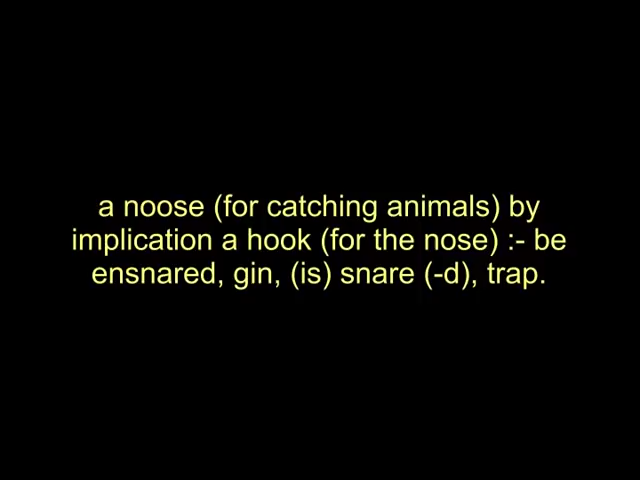 a noose (for catching animals) by
implication a hook (for the nose) :- be
ensnared, gin, (is) snare (-d), trap.